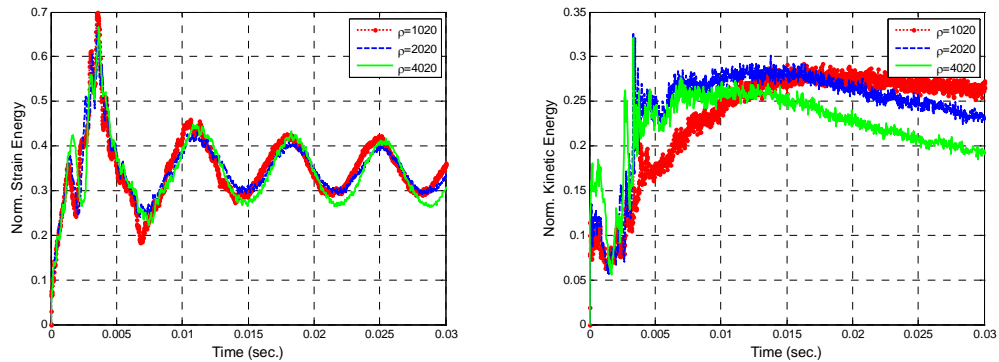 0.7
0.6
0.5
0.4
0.3
0.2
0.1
0
Norm. Strain Energy
ρ=1020
ρ=2020
ρ=4020
0 0.005 0.01 0.015 0.02 0.025 0.03
Time (sec.)
0.35
0.3
0.25
0.2
0.15
0.1
0.05
0
Norm. Kinetic Energy
ρ=1020
ρ=2020
ρ=4020
0 0.005 0.01 0.015 0.02 0.025 0.03
Time (sec.)